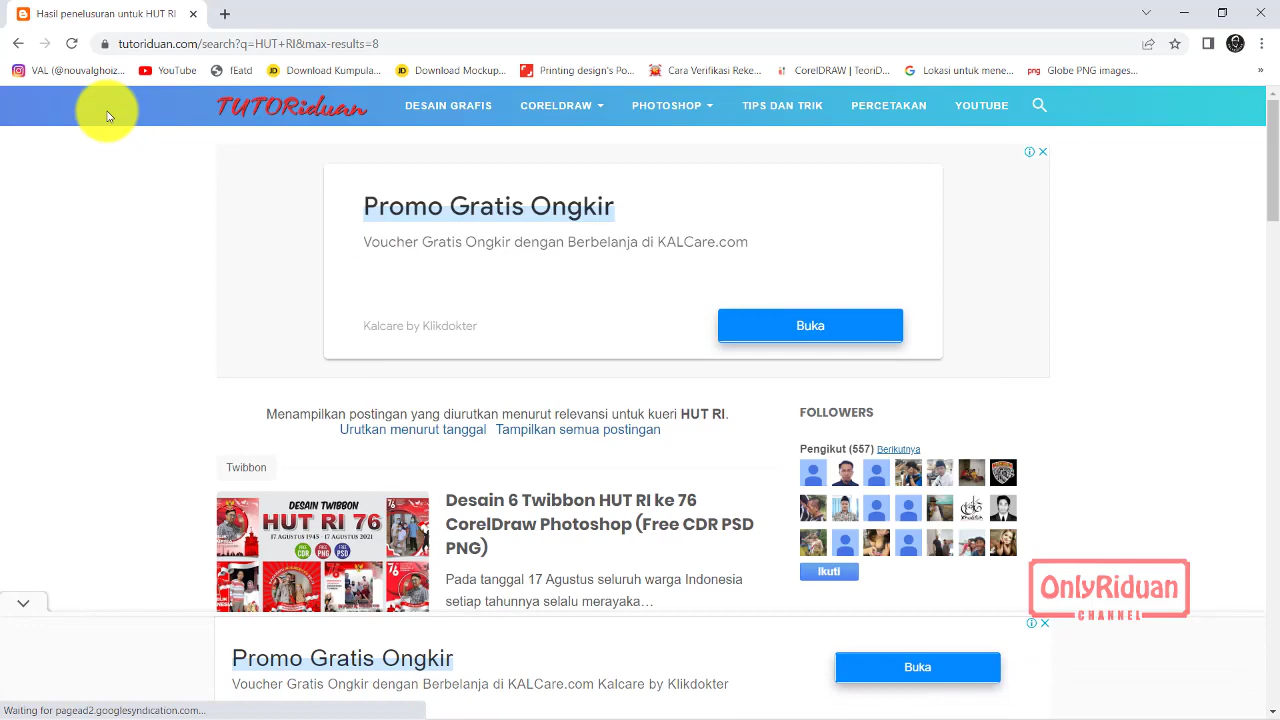 Hasil penelusuran untuk HUT RI
tutoriduan.com/search?q=HUT+RI&max-results=8
VAL (@nouvalghoiz...
YouTube
fEatd
Download Kumpula...
Download Mockup...
Printing design's Po...
Cara Verifikasi Reke...
CorelDRAW | TeoriD...
Lokasi untuk mene...
Globe PNG images...
TUTORiduan
DESAIN GRAFIS
CORELDRAW
PHOTOSHOP
TIPS DAN TRIK
PERCETAKAN
YOUTUBE
Promo Gratis Ongkir
Voucher Gratis Ongkir dengan Berbelanja di KALCare.com
Kalcare by Klikdokter
Buka
Menampilkan postingan yang diurutkan menurut relevansi untuk kueri HUT RI.
Urutkan menurut tanggal Tampilkan semua postingan
FOLLOWERS
Pengikut (557) Berikutnya
Ikuti
Twibbon
DESAIN TWIBBON
HUT RI 76
17 AGUSTUS 1945 - 17 AGUSTUS 2021
Desain 6 Twibbon HUT RI ke 76
CorelDraw Photoshop (Free CDR PSD
PNG)
Pada tanggal 17 Agustus seluruh warga Indonesia
setiap tahunnya selalu merayaka…
OnlyRiduan
CHANNEL
Promo Gratis Ongkir
Voucher Gratis Ongkir dengan Berbelanja di KALCare.com Kalcare by Klikdokter
Buka
Waiting for pagead2.googlesyndication.com...